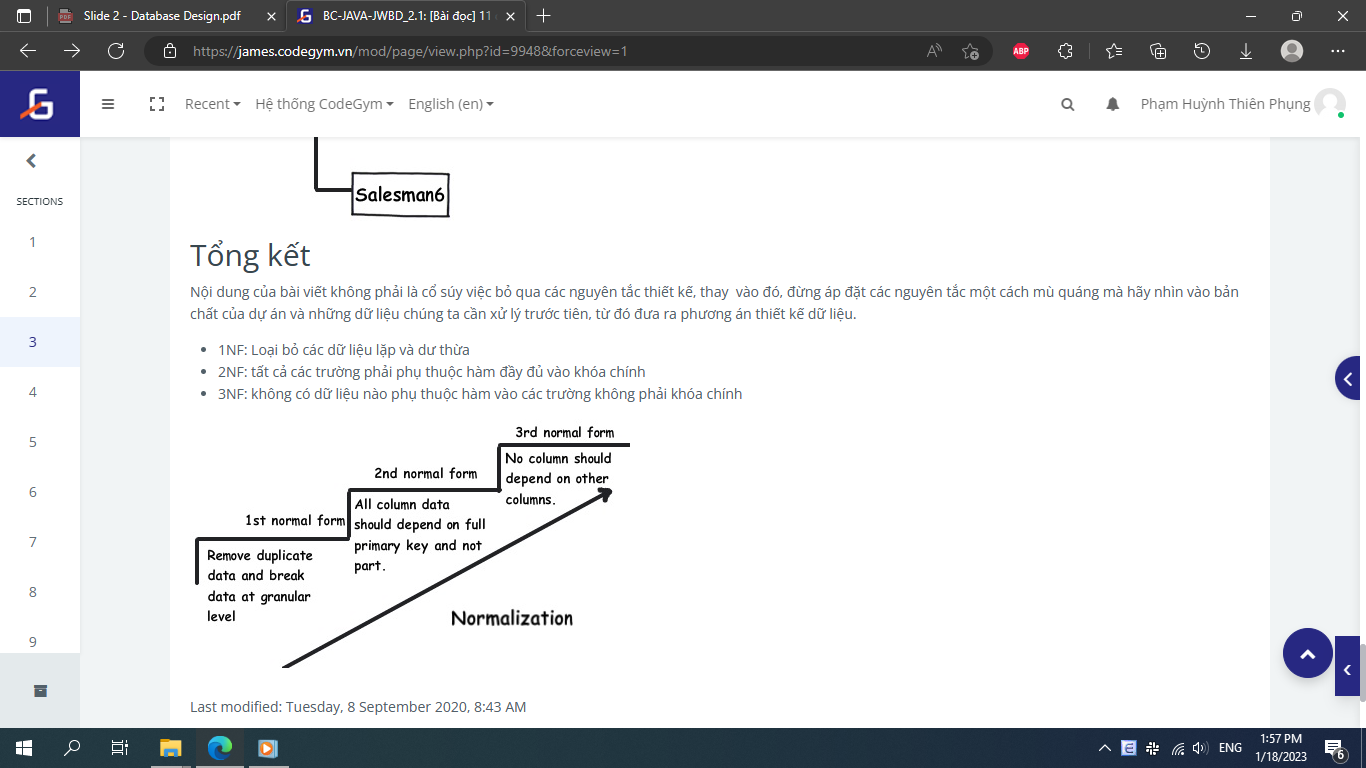 Slide 2 - Database Design.pdf
BC-JAVA-JWBD_2.1: [Bài đọc] 11
https://james.codegym.vn/mod/page/view.php?id=9948&forceview=1
ABP
Recent
Hệ thống CodeGym
English (en)
Phạm Huỳnh Thiên Phụng
SECTIONS
1
2
3
4
5
6
7
8
9
Salesman6
Tổng kết
Nội dung của bài viết không phải là cổ súy việc bỏ qua các nguyên tắc thiết kế, thay vào đó, đừng áp đặt các nguyên tắc một cách mù quáng mà hãy nhìn vào bản
chất của dự án và những dữ liệu chúng ta cần xử lý trước tiên, từ đó đưa ra phương án thiết kế dữ liệu.
1NF: Loại bỏ các dữ liệu lặp và dư thừa
2NF: tất cả các trường phải phụ thuộc hàm đầy đủ vào khóa chính
3NF: không có dữ liệu nào phụ thuộc hàm vào các trường không phải khóa chính
3rd normal form
No column should
depend on other
columns.
2nd normal form
All column data
should depend on full
primary key and not
part.
1st normal form
Remove duplicate
data and break
data at granular
level
Normalization
Last modified: Tuesday, 8 September 2020, 8:43 AM
ENG
1:57 PM
1/18/2023
6